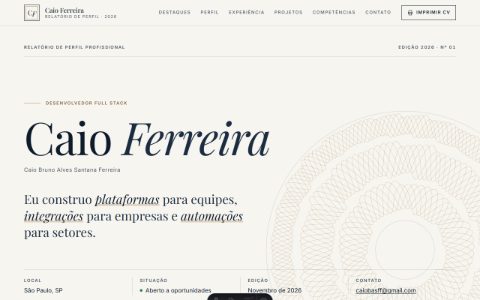 CF
Caio Ferreira
RELATÓRIO DE PERFIL · 2026
DESTAQUES PERFIL EXPERIÊNCIA PROJETOS COMPETÊNCIAS CONTATO IMPRIMIR CV
RELATÓRIO DE PERFIL PROFISSIONAL
EDIÇÃO 2026 · Nº 01
DESENVOLVEDOR FULL STACK
Caio Ferreira
Caio Bruno Alves Santana Ferreira
Eu construo plataformas para equipes,
integrações para empresas e automações
para setores.
LOCAL
São Paulo, SP
SITUAÇÃO
Aberto a oportunidades
EDIÇÃO
Novembro de 2026
CONTATO
caiobasff@gmail.com